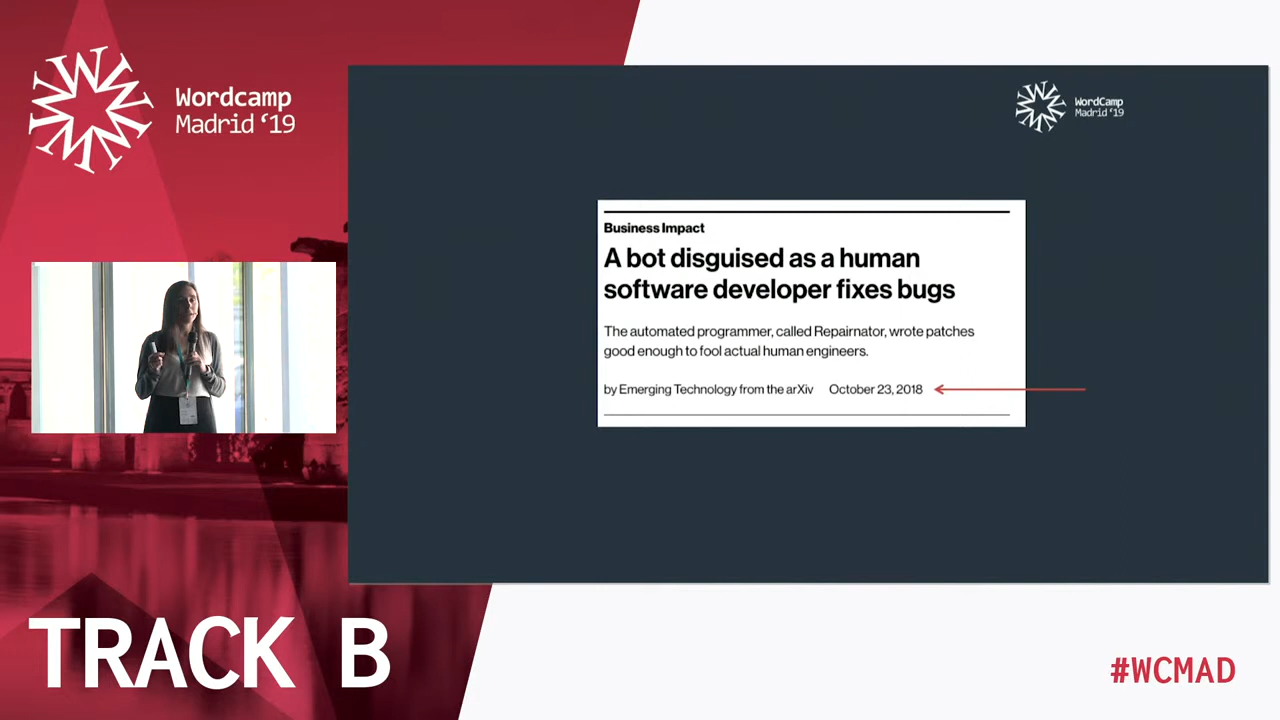 Wordcamp
Madrid ‘19
WordCamp
Madrid ‘19
Business Impact
A bot disguised as a human
software developer fixes bugs
The automated programmer, called Repairnator, wrote patches
good enough to fool actual human engineers.
by Emerging Technology from the arXiv October 23, 2018
TRACK B
#WCMAD